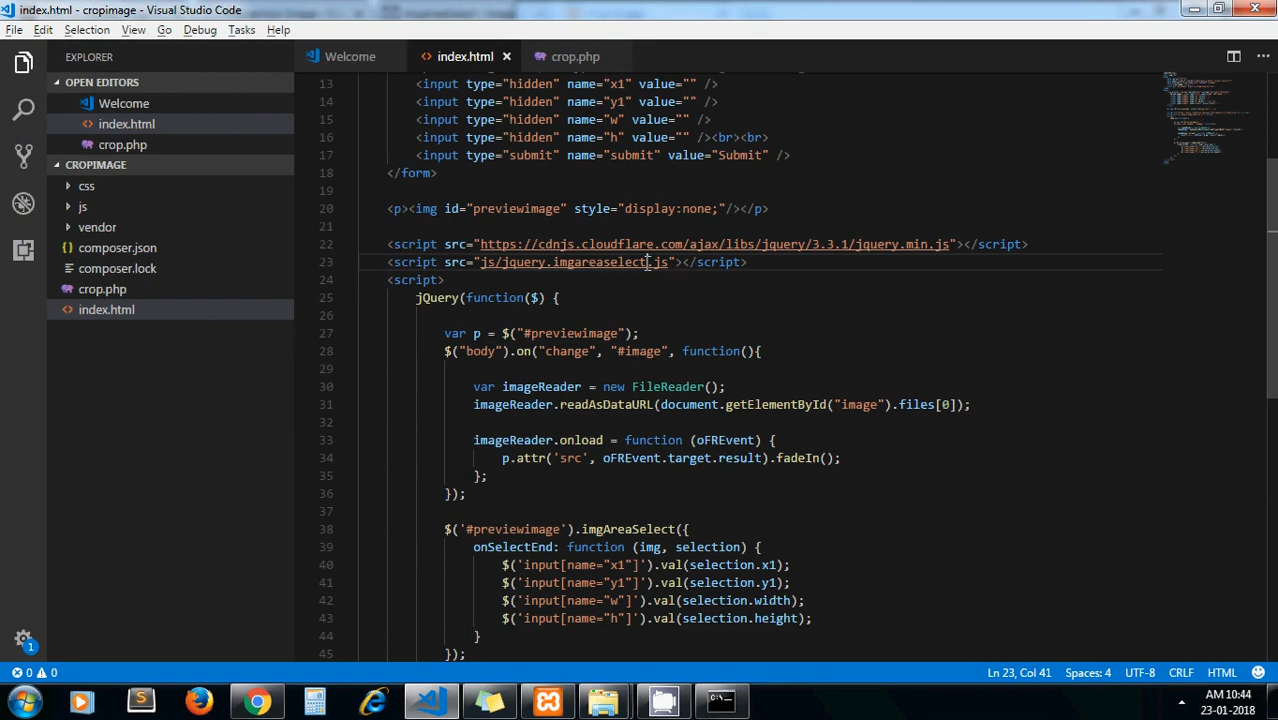 index.html - cropimage - Visual Studio Code
File Edit Selection View Go Debug Tasks Help
EXPLORER
Welcome index.html crop.php
OPEN EDITORS
Welcome
index.html
crop.php
CROPIMAGE
css
js
vendor
composer.json
composer.lock
crop.php
index.html
13 <input type="hidden" name="x1" value="" />
14 <input type="hidden" name="y1" value="" />
15 <input type="hidden" name="w" value="" />
16 <input type="hidden" name="h" value="" /><br><br>
17 <input type="submit" name="submit" value="Submit" />
18 </form>
19
20 <p><img id="previewimage" style="display:none;"/></p>
21
22 <script src="https://cdnjs.cloudflare.com/ajax/libs/jquery/3.3.1/jquery.min.js"></script>
23 <script src="js/jquery.imgareaselect.js"></script>
24 <script>
25 jQuery(function($) {
26
27 var p = $("#previewimage");
28 $("body").on("change", "#image", function(){
29
30 var imageReader = new FileReader();
31 imageReader.readAsDataURL(document.getElementById("image").files[0]);
32
33 imageReader.onload = function (oFREvent) {
34 p.attr('src', oFREvent.target.result).fadeIn();
35 };
36 });
37
38 $('#previewimage').imgAreaSelect({
39 onSelectEnd: function (img, selection) {
40 $('input[name="x1"]').val(selection.x1);
41 $('input[name="y1"]').val(selection.y1);
42 $('input[name="w"]').val(selection.width);
43 $('input[name="h"]').val(selection.height);
44 }
45 });
1
0 0 Ln 23, Col 41 Spaces: 4 UTF-8 CRLF HTML
AM 10:44
23-01-2018